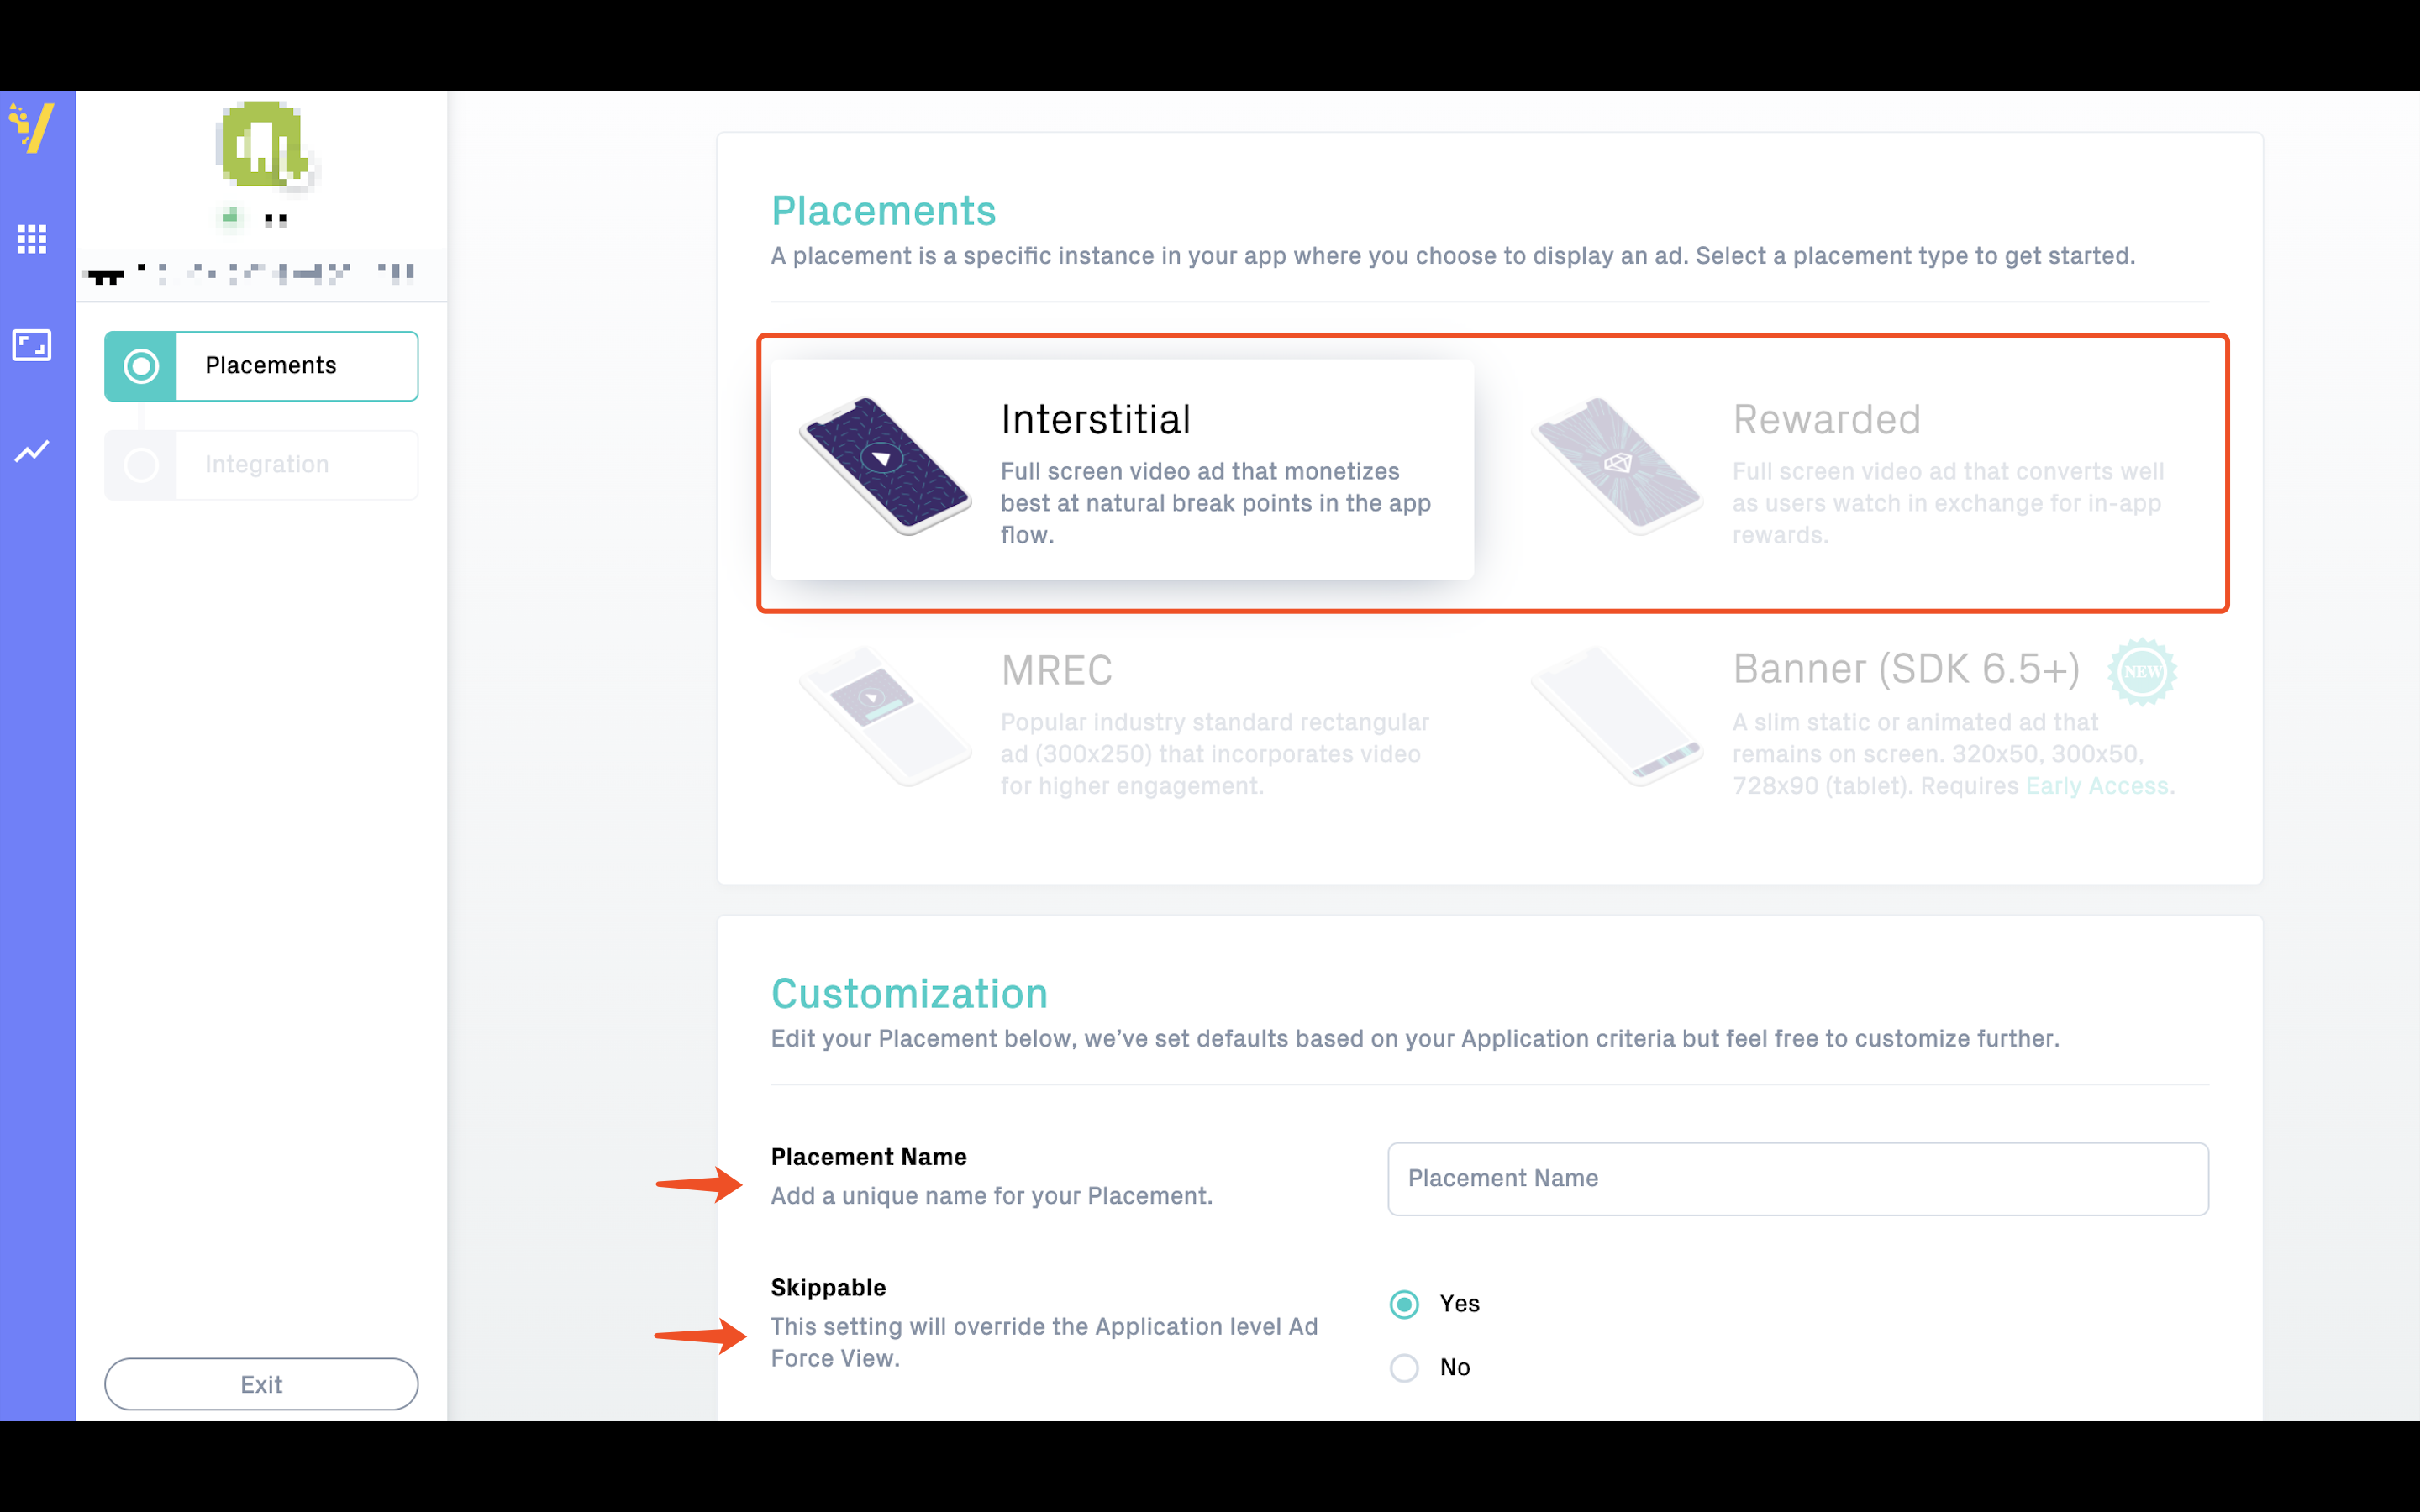 Placements
Integration
Exit
Placements
A placement is a specific instance in your app where you choose to display an ad. Select a placement type to get started.
Interstitial
Full screen video ad that monetizes
best at natural break points in the app
flow.
Rewarded
Full screen video ad that converts well
as users watch in exchange for in-app
rewards.
MREC
Popular industry standard rectangular
ad (300x250) that incorporates video
for higher engagement.
Banner (SDK 6.5+)
NEW
A slim static or animated ad that
remains on screen. 320x50, 300x50,
728x90 (tablet). Requires Early Access.
Customization
Edit your Placement below, we’ve set defaults based on your Application criteria but feel free to customize further.
Placement Name
Add a unique name for your Placement.
Placement Name
Skippable
This setting will override the Application level Ad
Force View.
Yes
No